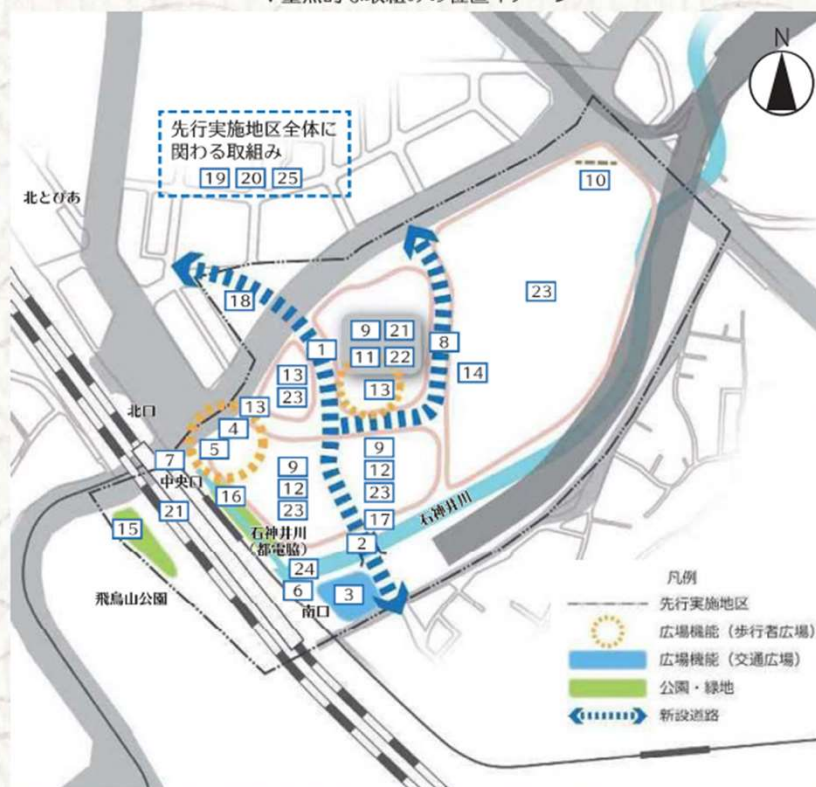 N
先行実施地区全体に
関わる取組み
19 20 25
北とぴあ
10
23
18
9 21
1
8
11 22
13
14
13
23
13
北口
4
5
9
7
9
12
中央口
12
23
16
23
17
21
石神井川
15
石神井川
(都電脇)
2
24
6
3
飛鳥山公園
南口
凡例
先行実施地区
広場機能（歩行者広場）
広場機能（交通広場）
公園・緑地
新設道路